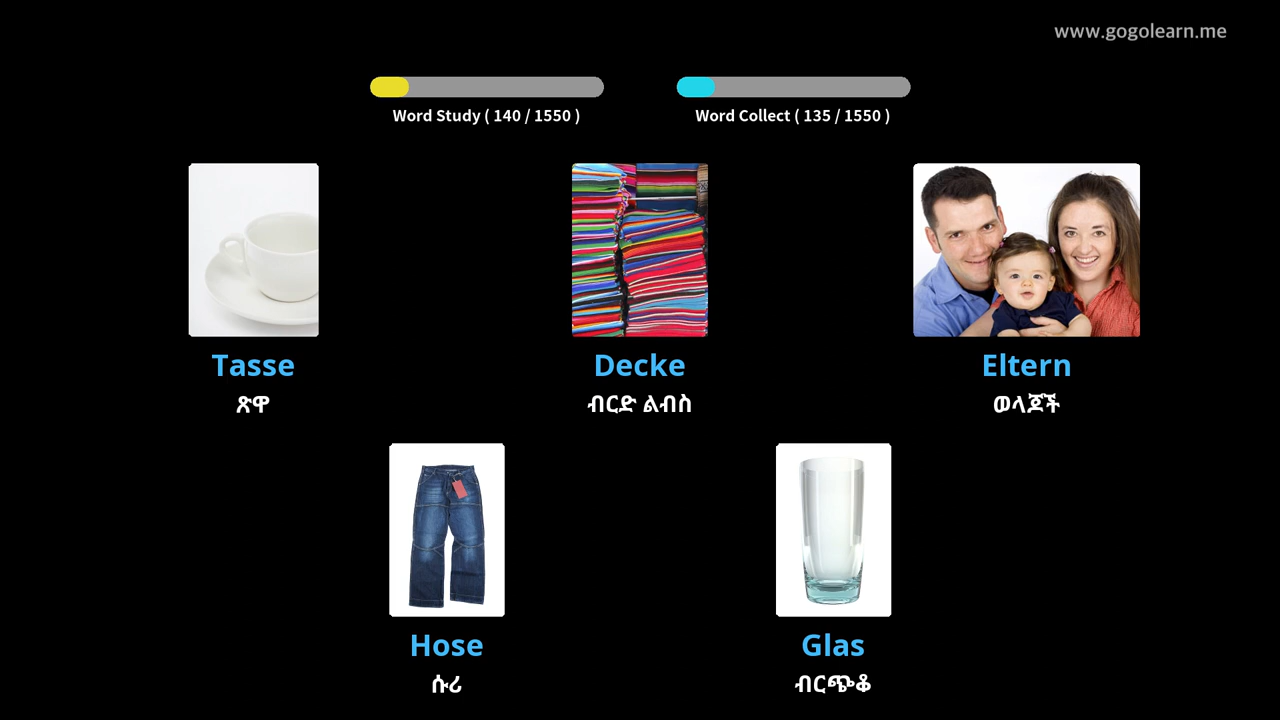 www.gogolearn.me
Word Study ( 140 / 1550 )
Word Collect ( 135 / 1550 )
Tasse
ጽዋ
Decke
ብርድ ልብስ
Eltern
ወላጆች
Hose
ሱሪ
Glas
ብርጭቆ